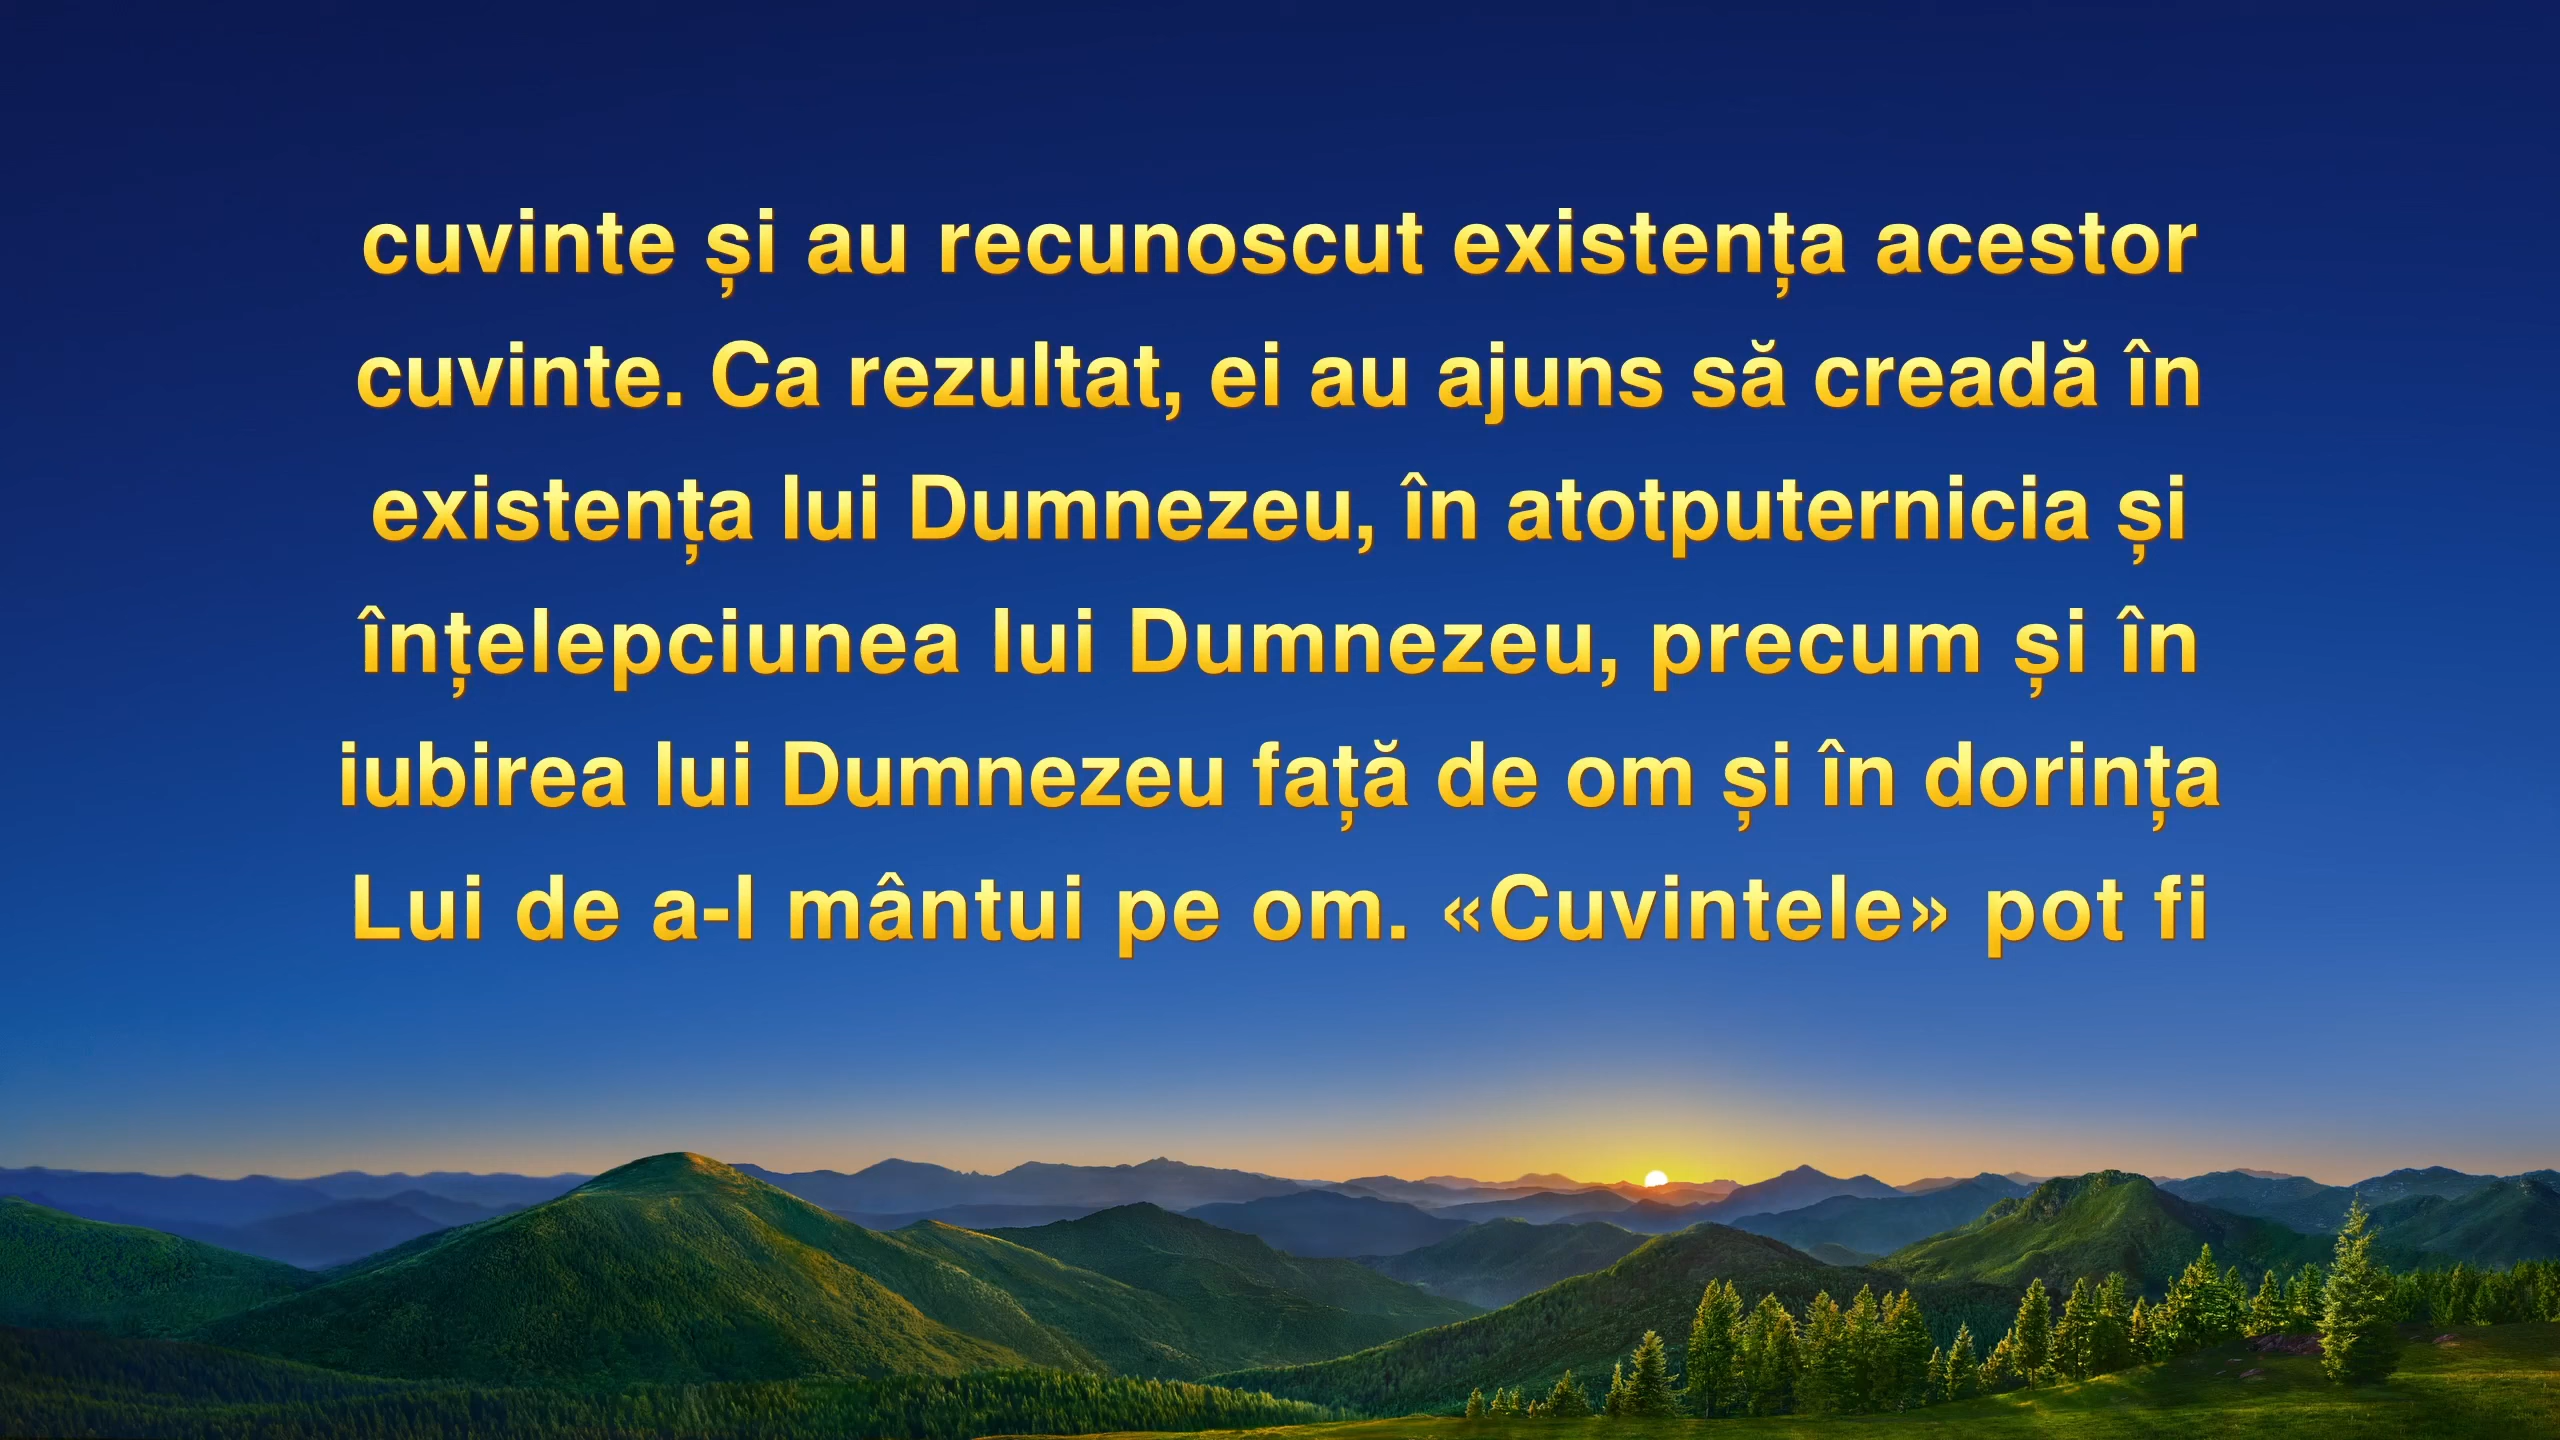 cuvinte și au recunoscut existența acestor
cuvinte. Ca rezultat, ei au ajuns să creadă în
existența lui Dumnezeu, în atotputernicia și
înțelepciunea lui Dumnezeu, precum și în
iubirea lui Dumnezeu față de om și în dorința
Lui de a-l mântui pe om. «Cuvintele» pot fi